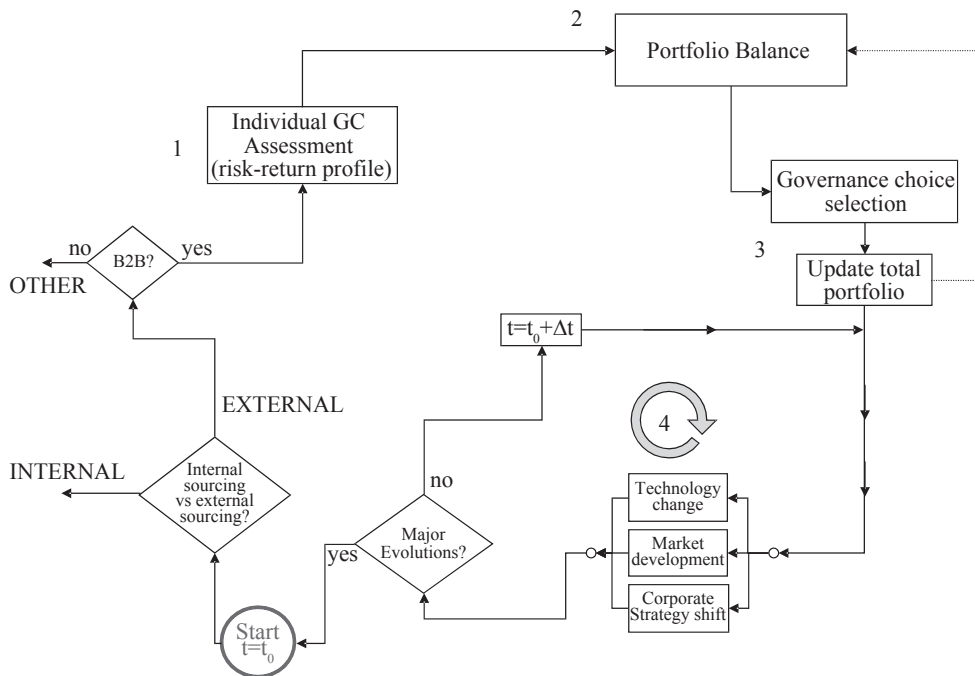 2
Portfolio Balance
1
Individual GC
Assessment
(risk-return profile)
Governance choice
selection
3
Update total
portfolio
no
B2B?
yes
OTHER
t=t₀+Δt
EXTERNAL
4
INTERNAL
Internal
sourcing
vs external
sourcing?
no
Technology
change
Major
Evolutions?
yes
Market
development
Corporate
Strategy shift
Start
t=t₀